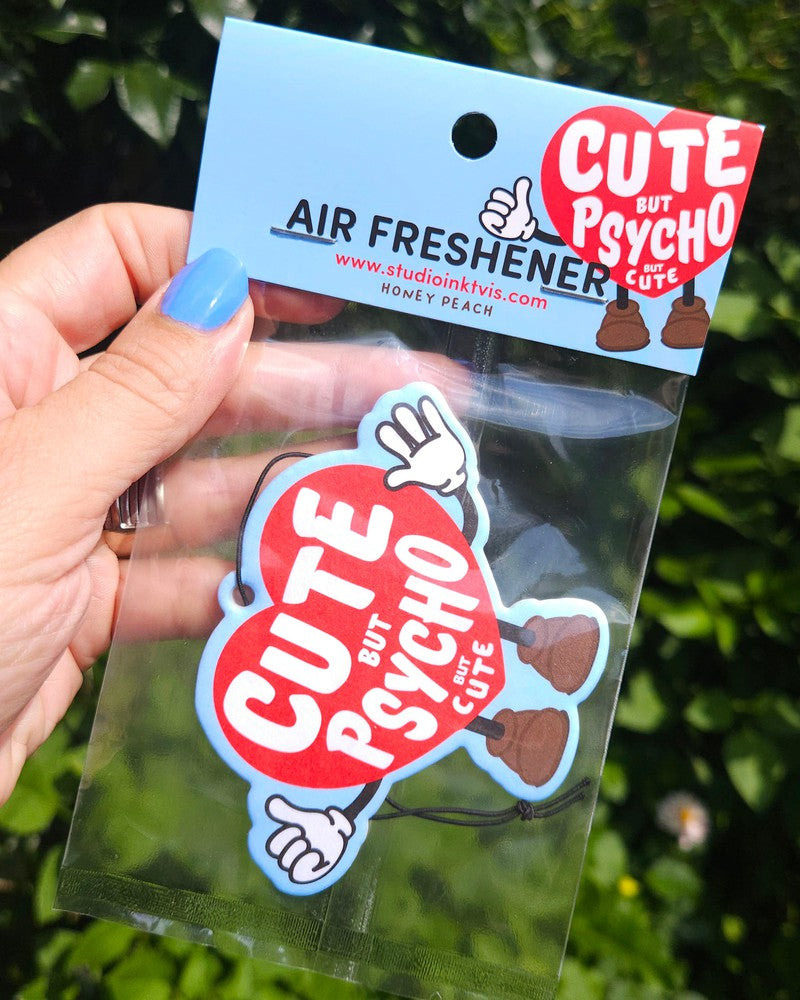 CUTE
BUT
PSYCHO
BUT
CUTE
AIR FRESHENER
www.studioinktvis.com
HONEY PEACH
CUTE
BUT
PSYCHO
BUT
CUTE